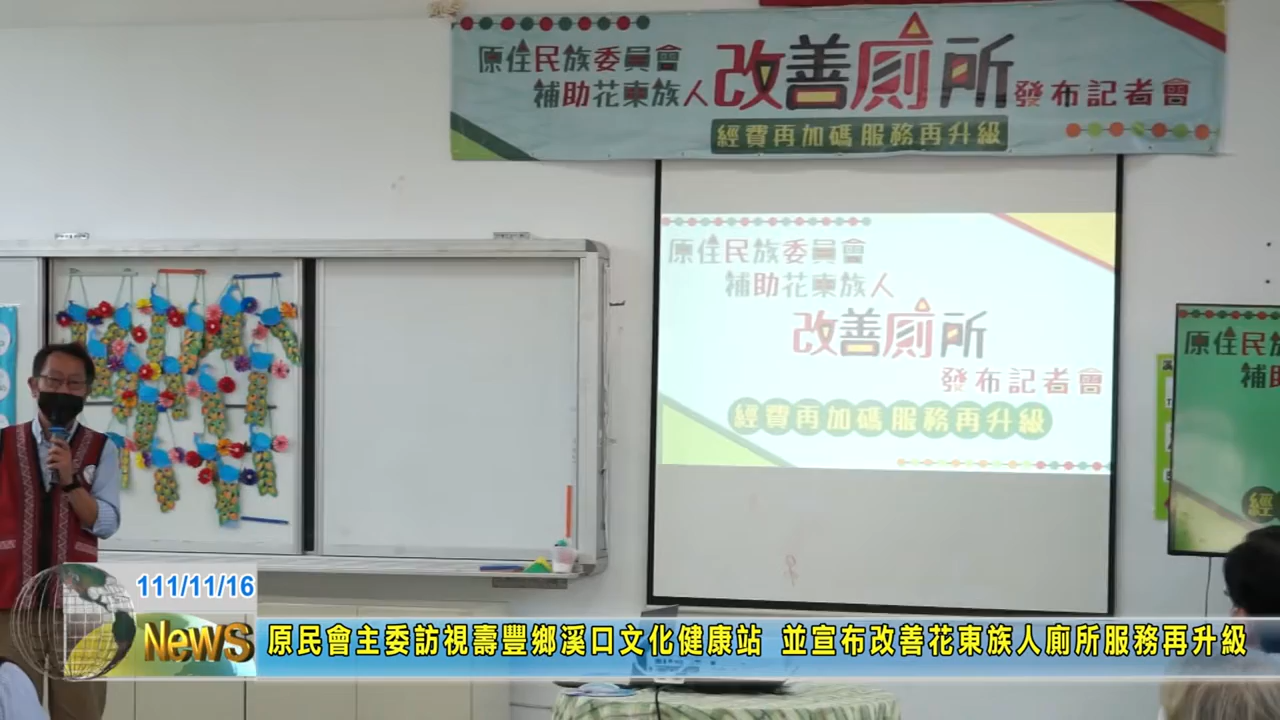 原住民族委員會
補助花東族人改善廁所發布記者會
經費再加碼服務再升級
原住民族委員會
補助花東族人
改善廁所
發布記者會
經費再加碼服務再升級
原住民
補
經
111/11/16
News
原民會主委訪視壽豐鄉溪口文化健康站 並宣布改善花東族人廁所服務再升級